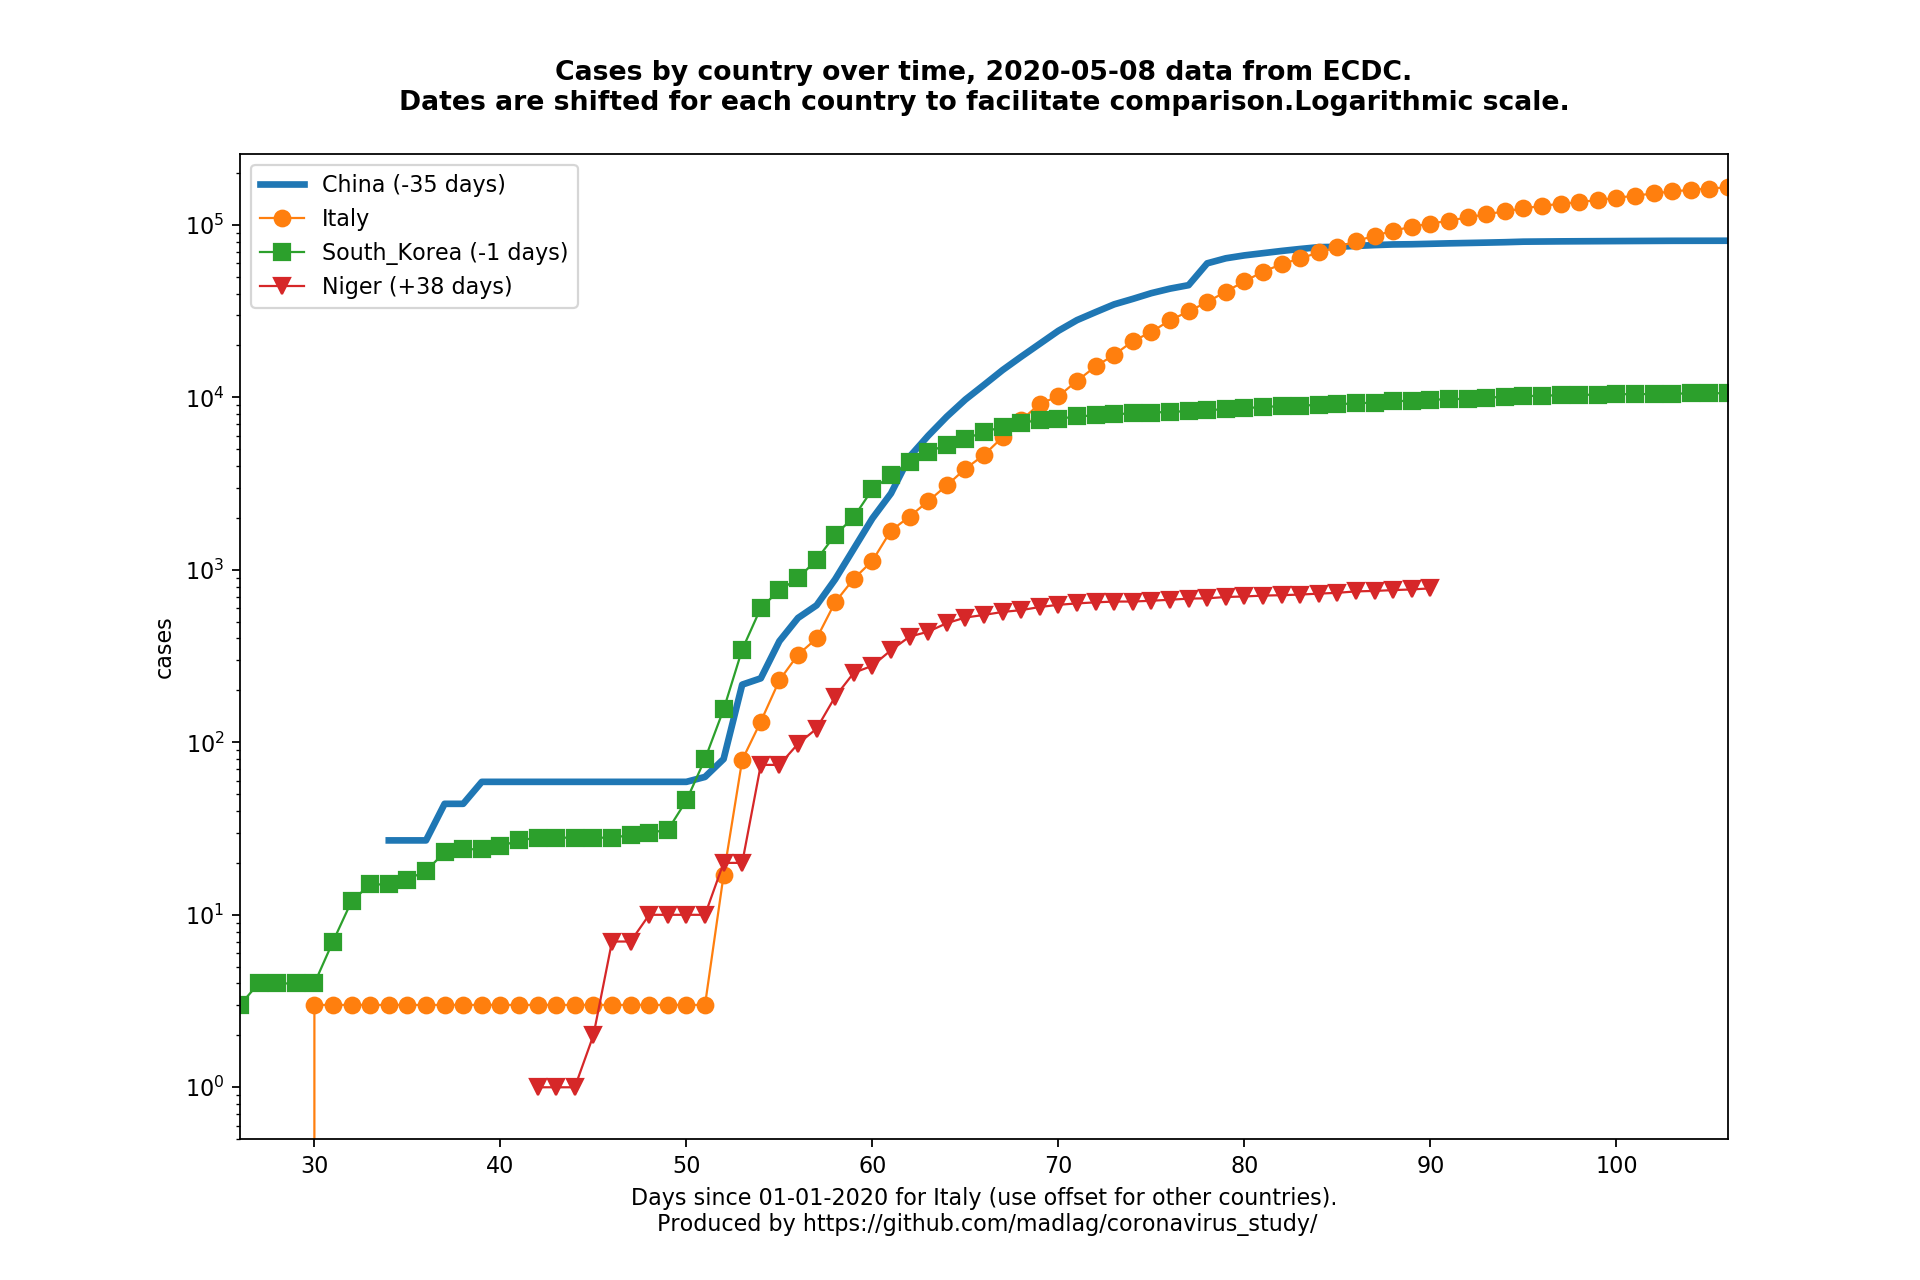 Cases by country over time, 2020-05-08 data from ECDC.
Dates are shifted for each country to facilitate comparison.Logarithmic scale.
China (-35 days)
Italy
South_Korea (-1 days)
Niger (+38 days)
10^5
10^4
10^3
10^2
10^1
10^0
cases
30 40 50 60 70 80 90 100
Days since 01-01-2020 for Italy (use offset for other countries).
Produced by https://github.com/madlag/coronavirus_study/